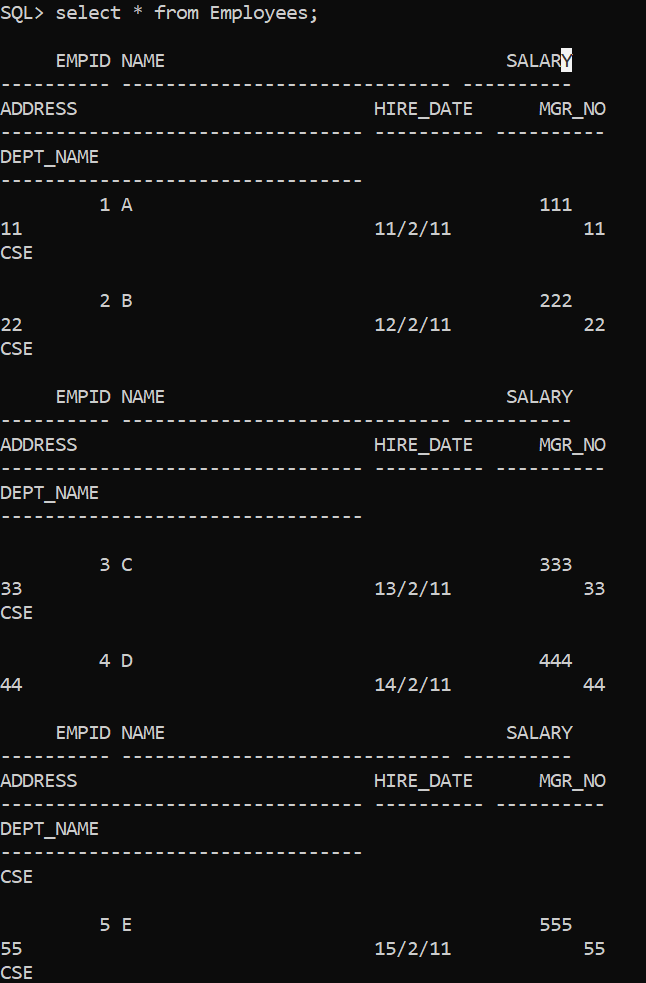 SQL> select * from Employees;
     EMPID NAME                               SALARY
---------- ------------------------------ ----------
ADDRESS                           HIRE_DATE      MGR_NO
--------------------------------- ---------- ----------
DEPT_NAME
---------------------------------
         1 A                                     111
11                                11/2/11            11
CSE
         2 B                                     222
22                                12/2/11            22
CSE
     EMPID NAME                               SALARY
---------- ------------------------------ ----------
ADDRESS                           HIRE_DATE      MGR_NO
--------------------------------- ---------- ----------
DEPT_NAME
---------------------------------
         3 C                                     333
33                                13/2/11            33
CSE
         4 D                                     444
44                                14/2/11            44
     EMPID NAME                               SALARY
---------- ------------------------------ ----------
ADDRESS                           HIRE_DATE      MGR_NO
--------------------------------- ---------- ----------
DEPT_NAME
---------------------------------
CSE
         5 E                                     555
55                                15/2/11            55
CSE